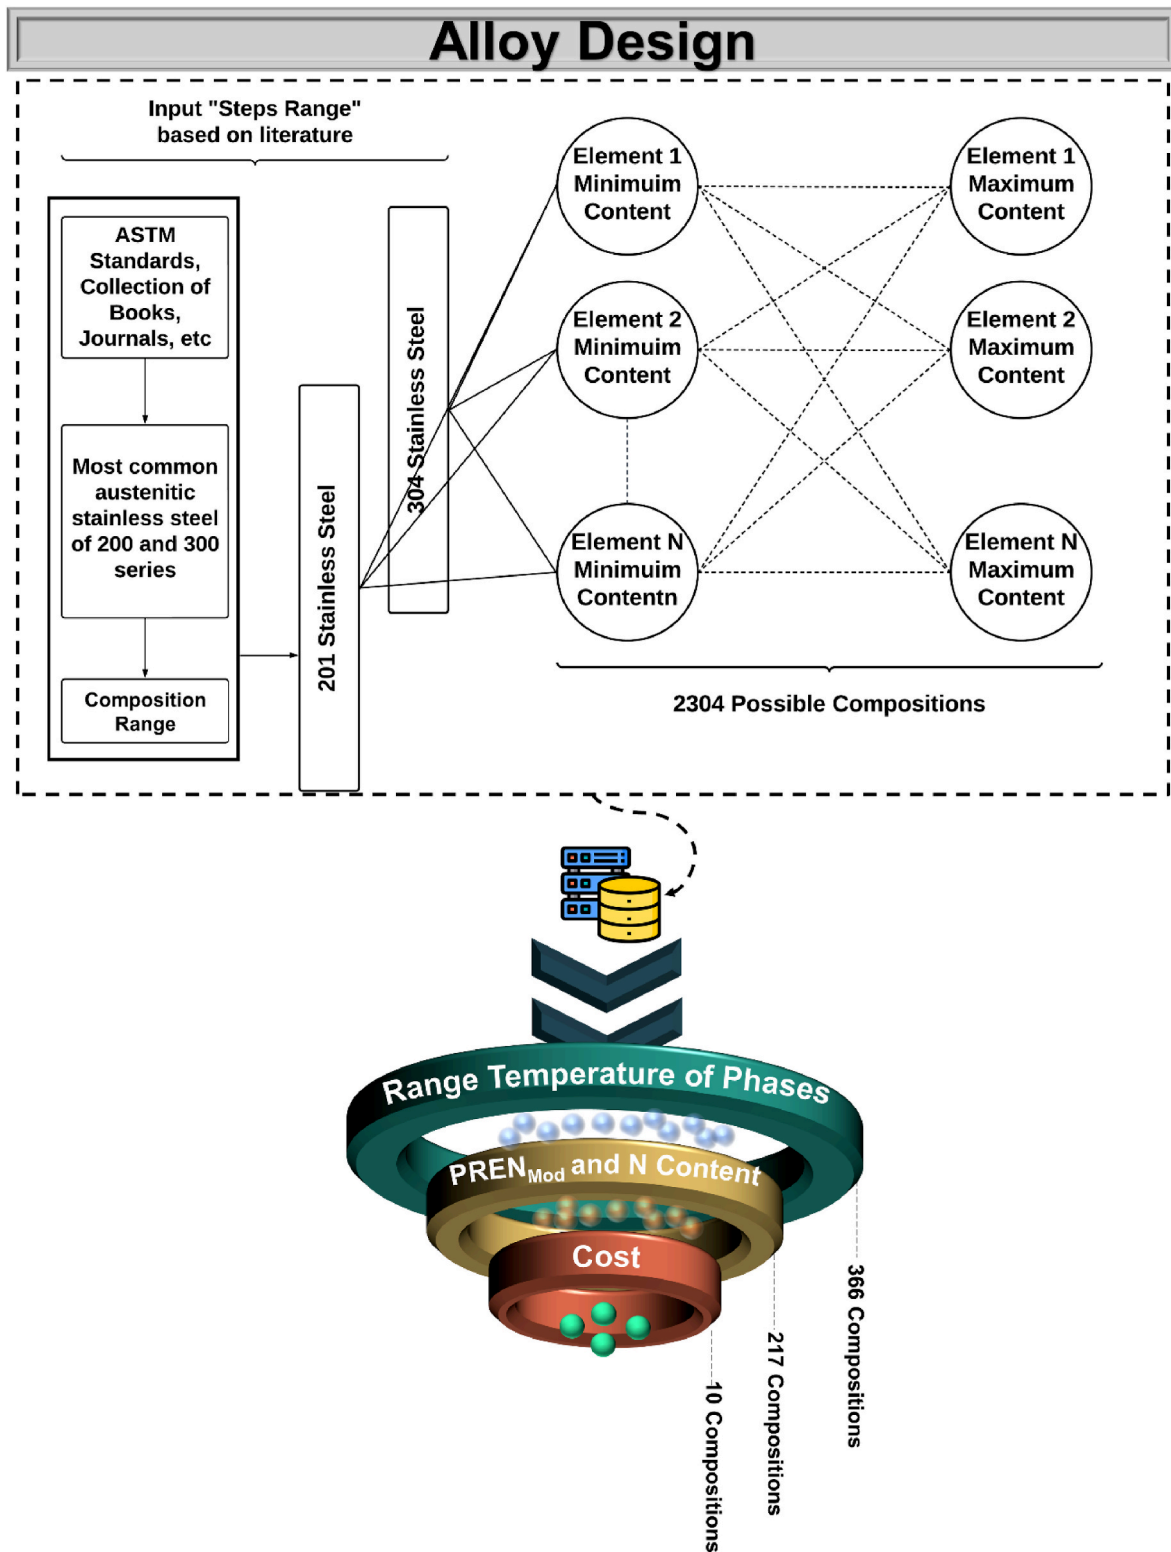 Alloy Design
Input "Steps Range"
based on literature
ASTM
Standards,
Collection of
Books,
Journals, etc
Most common
austenitic
stainless steel
of 200 and 300
series
Composition
Range
201 Stainless Steel
304 Stainless Steel
Element 1
Minimuim
Content
Element 2
Minimuim
Content
Element N
Minimuim
Contentn
Element 1
Maximum
Content
Element 2
Maximum
Content
Element N
Maximum
Content
2304 Possible Compositions
Range Temperature of Phases
PREN_Mod and N Content
Cost
366 Compositions
217 Compositions
10 Compositions